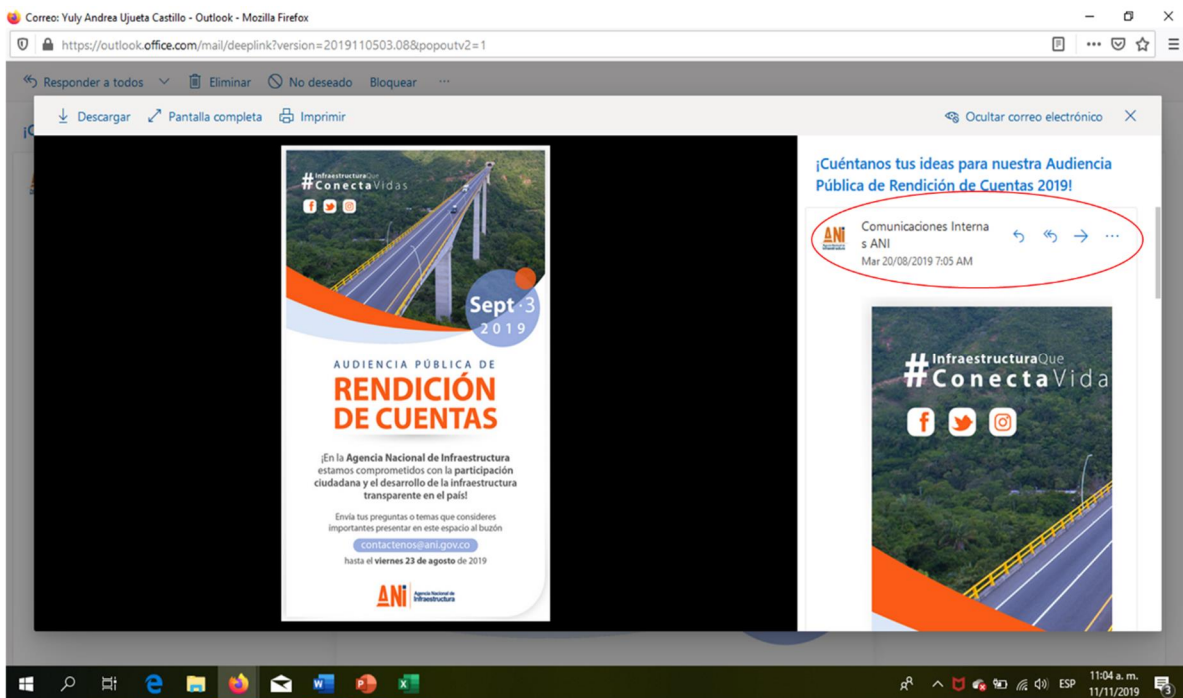 Correo: Yuly Andrea Ujueta Castillo - Outlook - Mozilla Firefox
https://outlook.office.com/mail/deeplink?version=2019110503.08&popoutv2=1
Responder a todos Eliminar No deseado Bloquear ...
Descargar Pantalla completa Imprimir Ocultar correo electrónico
#InfraestructuraQue
ConectaVidas
Sept·3
2019
AUDIENCIA PÚBLICA DE
RENDICIÓN
DE CUENTAS
¡En la Agencia Nacional de Infraestructura
estamos comprometidos con la participación
ciudadana y el desarrollo de la infraestructura
transparente en el país!
Envía tus preguntas o temas que consideres
importantes presentar en este espacio al buzón
contactenos@ani.gov.co
hasta el viernes 23 de agosto de 2019
ANi Agencia Nacional de
Infraestructura
¡Cuéntanos tus ideas para nuestra Audiencia
Pública de Rendición de Cuentas 2019!
ANi
Comunicaciones Interna
s ANI
Mar 20/08/2019 7:05 AM
#InfraestructuraQue
ConectaVida
ESP
11:04 a. m.
11/11/2019
3